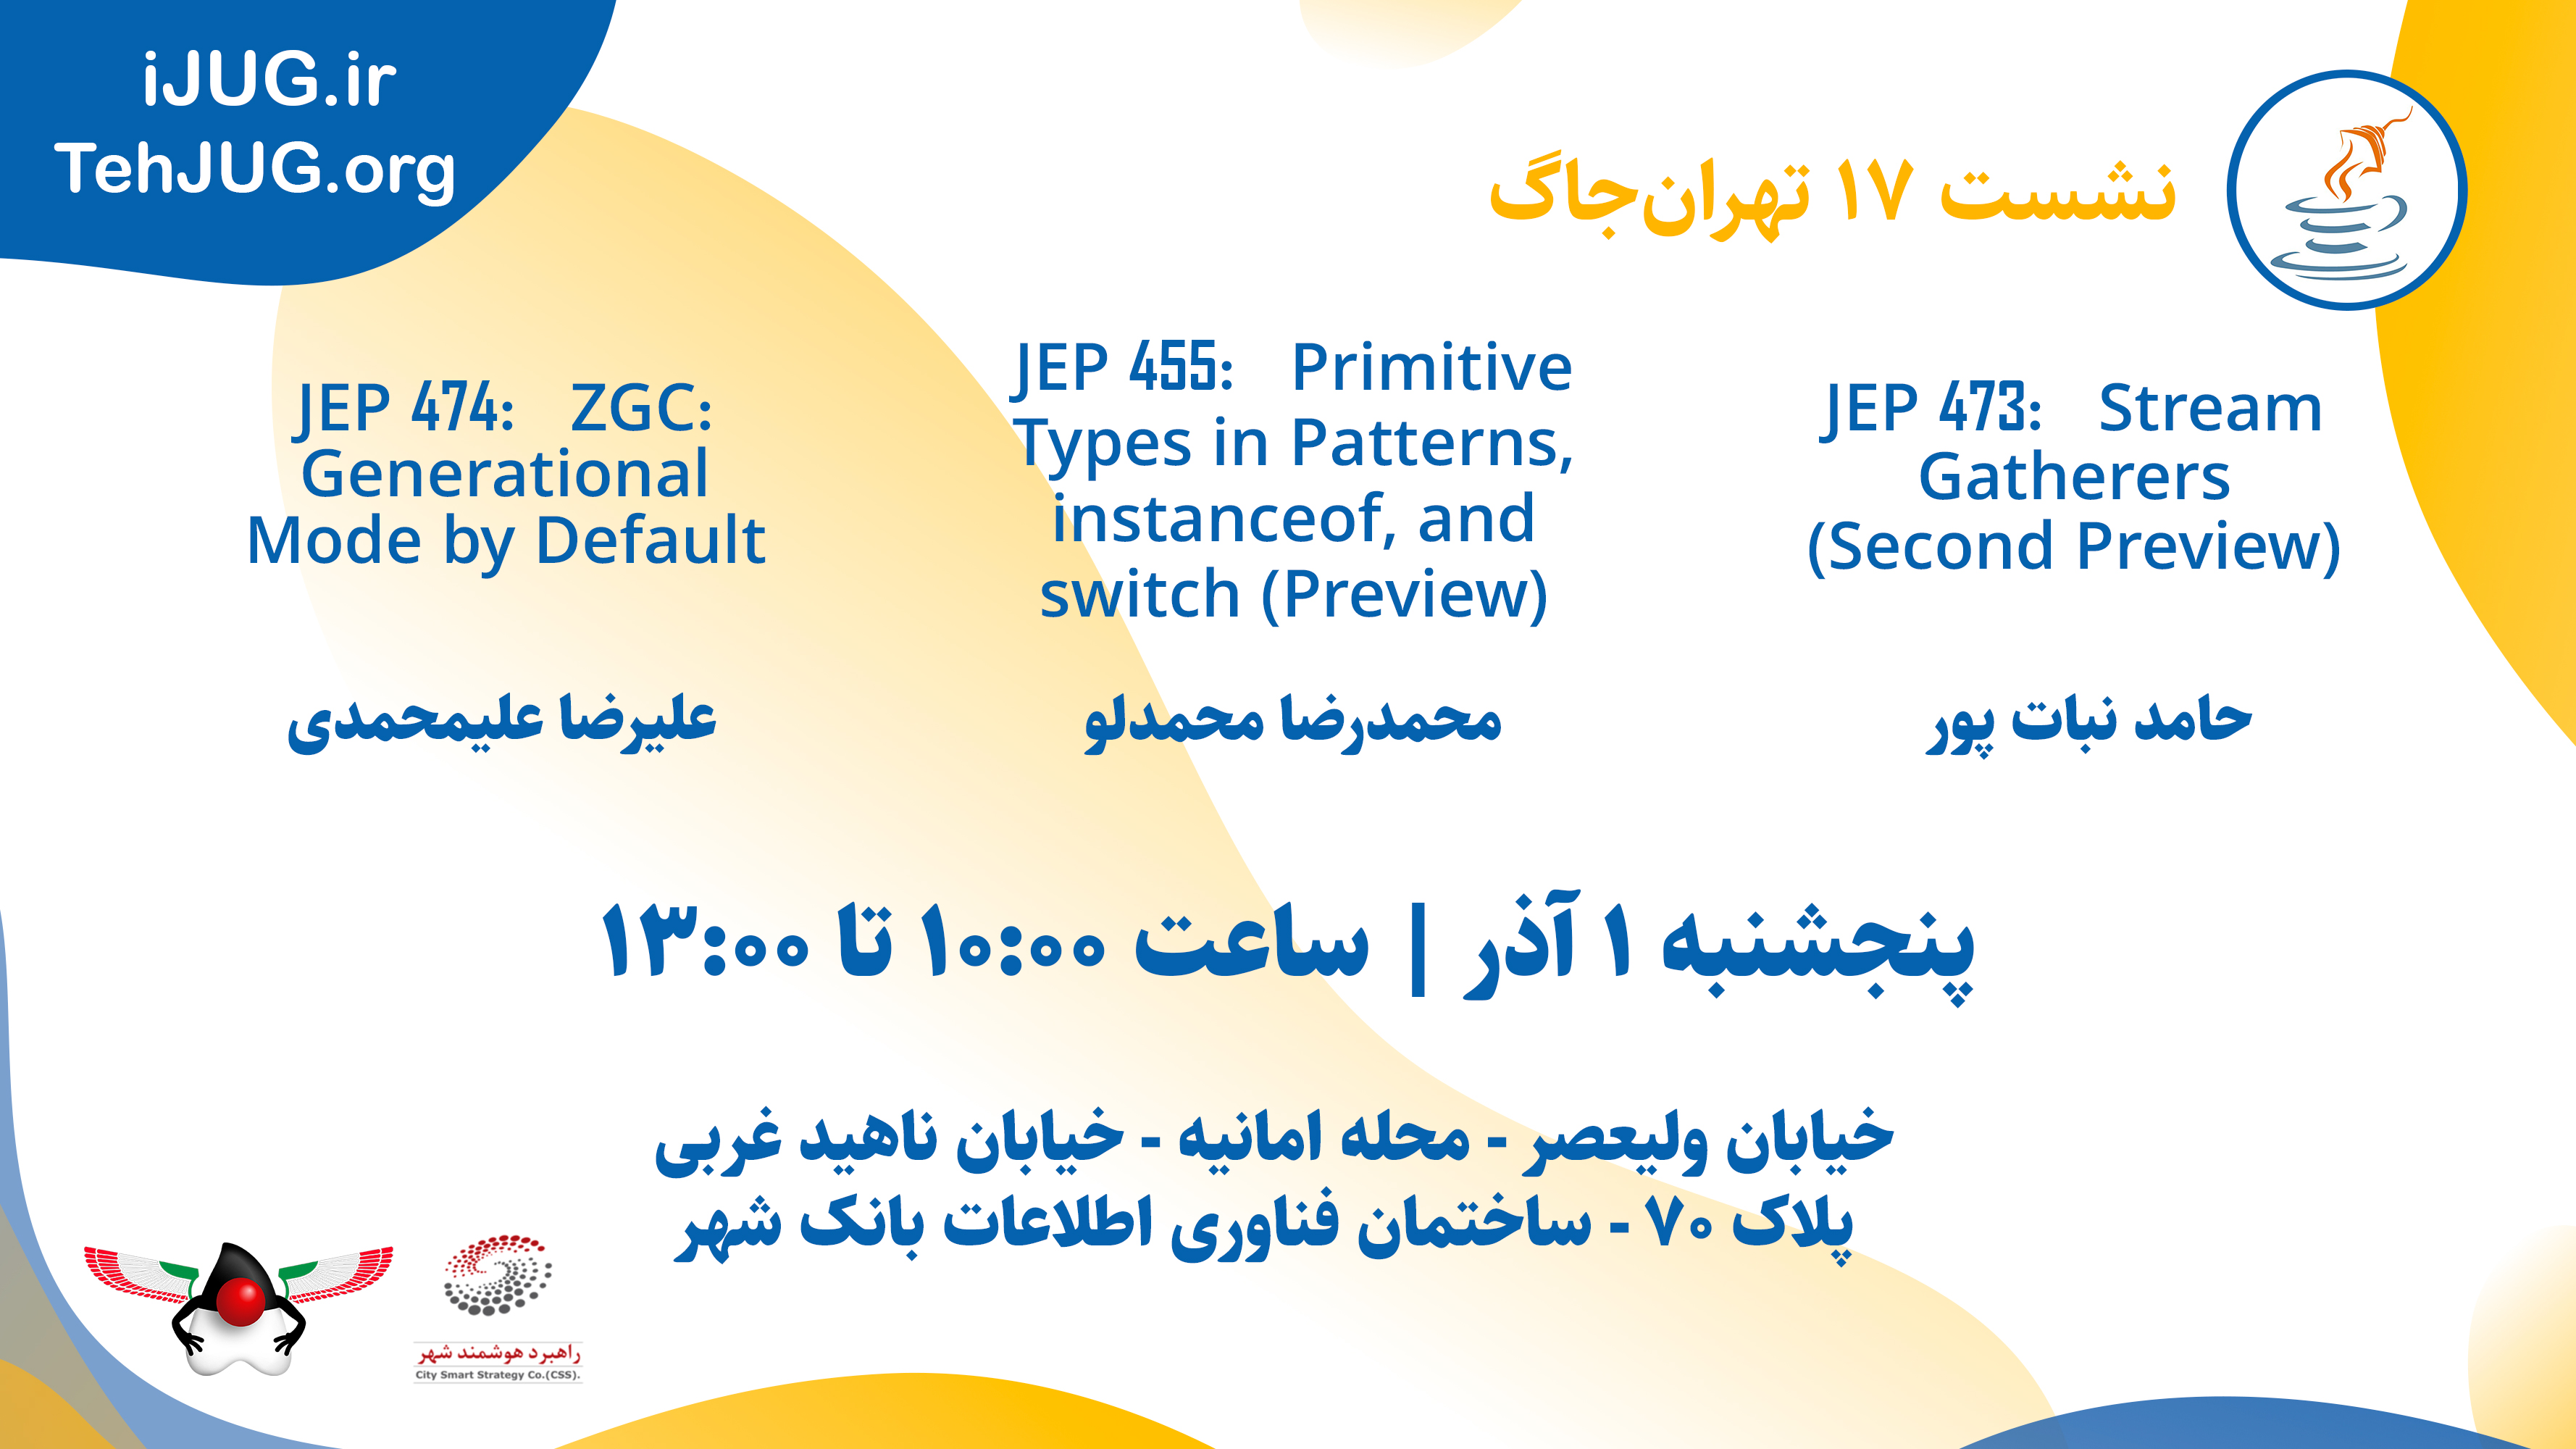 iJUG.ir
TehJUG.org
نشست ۱۷ تهران‌جاگ
JEP 473: Stream
Gatherers
(Second Preview)
حامد نبات پور
JEP 455: Primitive
Types in Patterns,
instanceof, and
switch (Preview)
محمدرضا محمدلو
JEP 474: ZGC:
Generational
Mode by Default
علیرضا علیمحمدی
پنجشنبه ۱ آذر | ساعت ۱۰:۰۰ تا ۱۳:۰۰
خیابان ولیعصر - محله امانیه - خیابان ناهید غربی
پلاک ۷۰ - ساختمان فناوری اطلاعات بانک شهر
راهبرد هوشمند شهر
City Smart Strategy Co.(CSS).